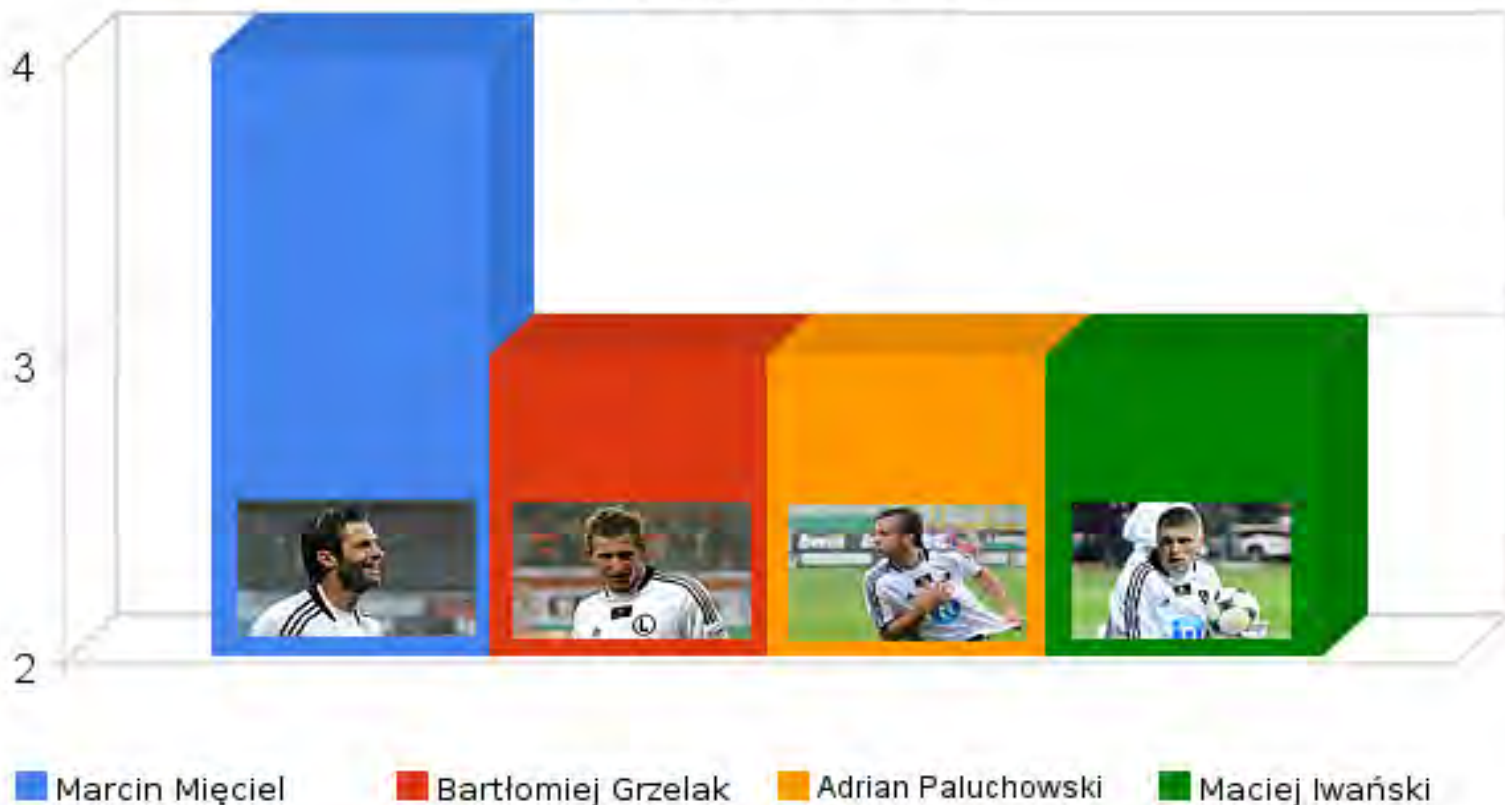 4
3
2
Marcin Mięciel
Bartłomiej Grzelak
Adrian Paluchowski
Maciej Iwański